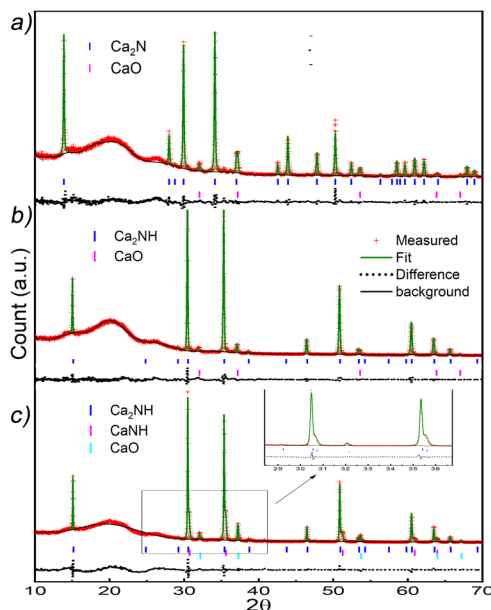 a)
Ca₂N
CaO
b)
Ca₂NH
CaO
Measured
Fit
Difference
background
Count (a.u.)
c)
Ca₂NH
CaNH
CaO
28 29 30 31 32 33 34 35 36
10 20 30 40 50 60 70
2θ